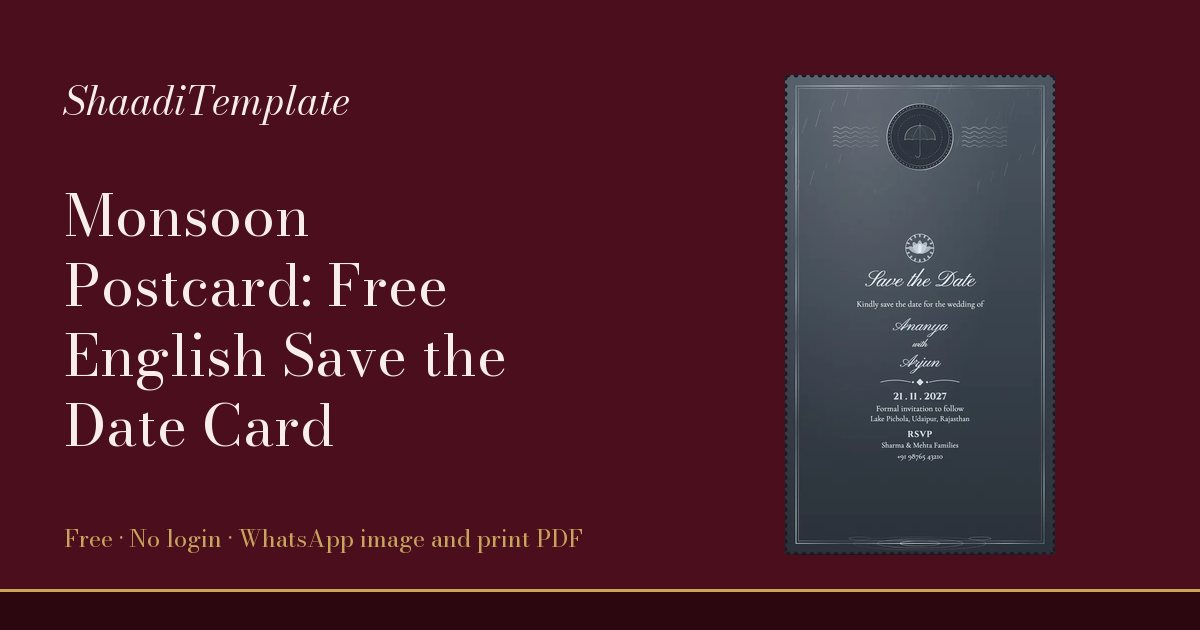 ShaadiTemplate
Monsoon
Postcard: Free
English Save the
Date Card
Free · No login · WhatsApp image and print PDF
Save the Date
Kindly save the date for the wedding of
Ananya
with
Arjun
21 . 11 . 2027
Formal invitation to follow
Lake Pichola, Udaipur, Rajasthan
RSVP
Sharma & Mehta Families
+91 98765 43210